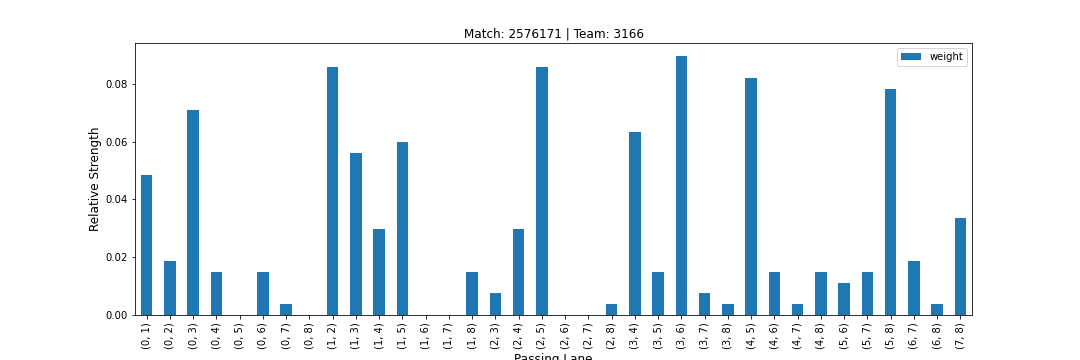 Match: 2576171 | Team: 3166
weight
Relative Strength
0.08
0.06
0.04
0.02
0.00
(0, 1) (0, 2) (0, 3) (0, 4) (0, 5) (0, 6) (0, 7) (0, 8) (1, 2) (1, 3) (1, 4) (1, 5) (1, 6) (1, 7) (1, 8) (2, 3) (2, 4) (2, 5) (2, 6) (2, 7) (2, 8) (3, 4) (3, 5) (3, 6) (3, 7) (3, 8) (4, 5) (4, 6) (4, 7) (4, 8) (5, 6) (5, 7) (5, 8) (6, 7) (6, 8) (7, 8)
Passing Lane